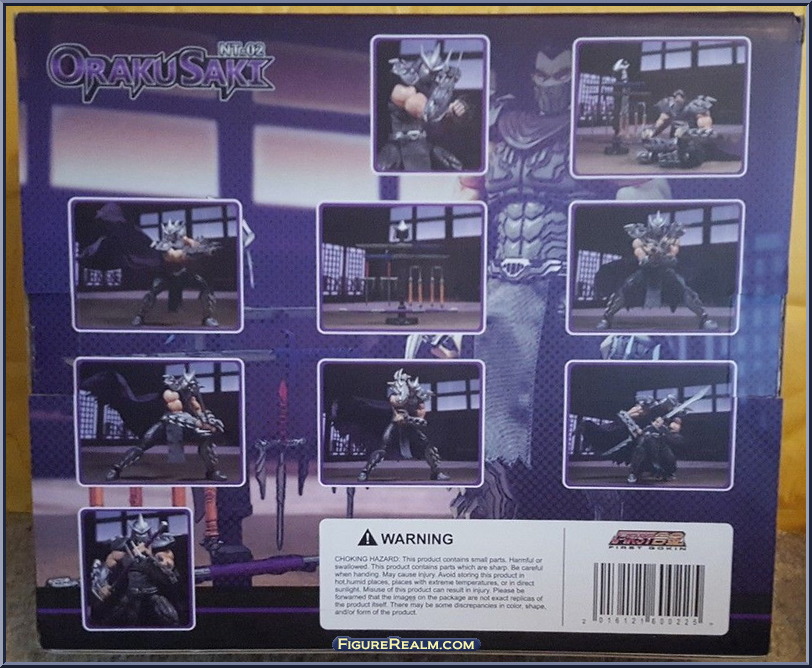 NT-02
ORAKU SAKI
WARNING
CHOKING HAZARD: This product contains small parts. Harmful or
swallowed. This product contains parts which are sharp. Be careful
when handing. May cause injury. Avoid storing this product in
hot,humid places, places with extreme temperatures, or in direct
sunlight. Misuse of this product can result in injury. Please be
forwarned that the images on the package are not exact replicas of
the product itself. There may be some discrepancies in color, shape,
and/or form of the product.
FIRST GOKIN
2 016121 600225 >
FIGUREREALM.COM